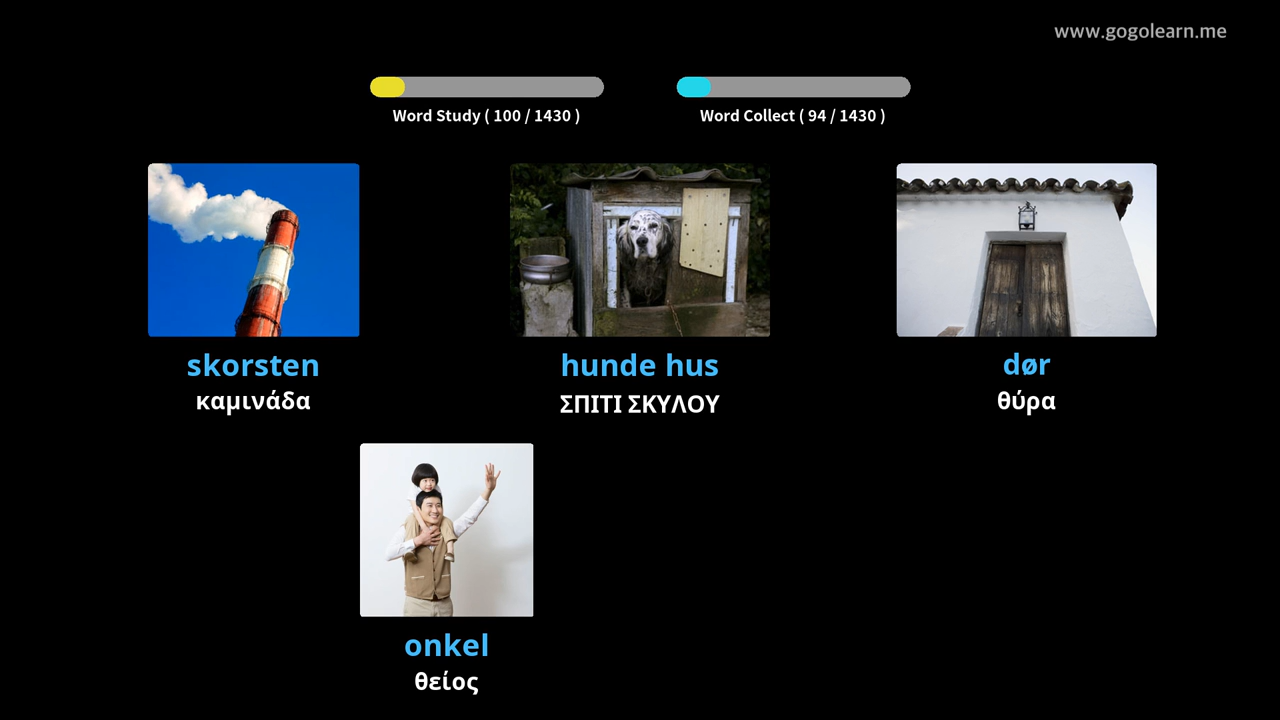 www.gogolearn.me
Word Study ( 100 / 1430 )
Word Collect ( 94 / 1430 )
skorsten
καμινάδα
hunde hus
ΣΠΙΤΙ ΣΚΥΛΟΥ
dør
θύρα
onkel
θείος